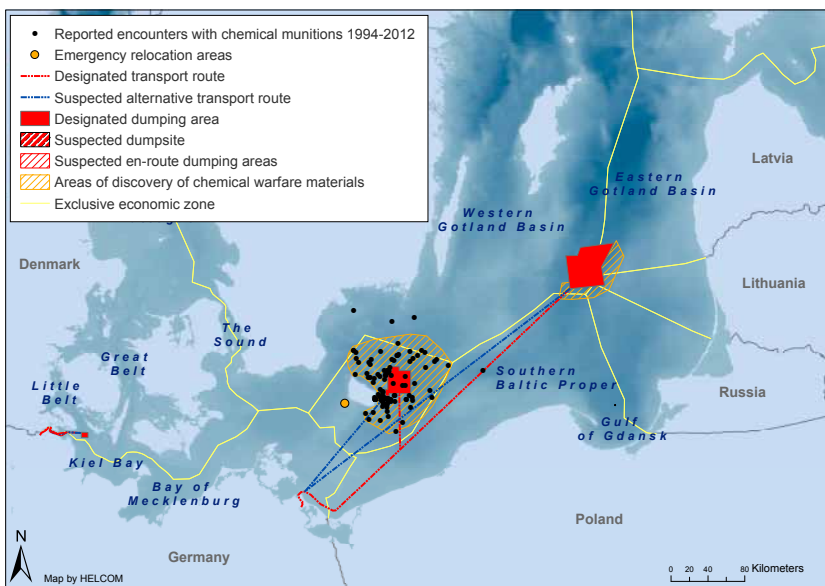 Reported encounters with chemical munitions 1994-2012
Emergency relocation areas
Designated transport route
Suspected alternative transport route
Designated dumping area
Suspected dumpsite
Suspected en-route dumping areas
Areas of discovery of chemical warfare materials
Exclusive economic zone
Latvia
Eastern
Gotland Basin
Western
Gotland Basin
Denmark
Lithuania
The
Sound
Great
Belt
Little
Belt
Southern
Baltic Proper
Russia
Gulf
of Gdansk
Kiel Bay
Bay of
Mecklenburg
Poland
N
Germany
Map by HELCOM
0 20 40 80 Kilometers